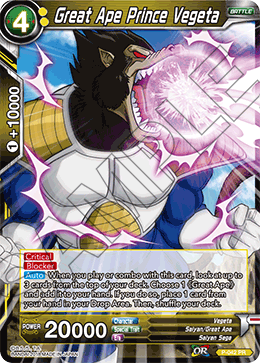 4
Great Ape Prince Vegeta
BATTLE
1 +10000
Critical
Blocker
Auto When you play or combo with this card, look at up to
3 cards from the top of your deck. Choose 1 《Great Ape》
and add it to your hand. If you do so, place 1 card from
your hand in your Drop Area. Then, shuffle your deck.
POWER 20000
Character Vegeta
Special Trait Saiyan/Great Ape
Era Saiyan Saga
P-042 PR